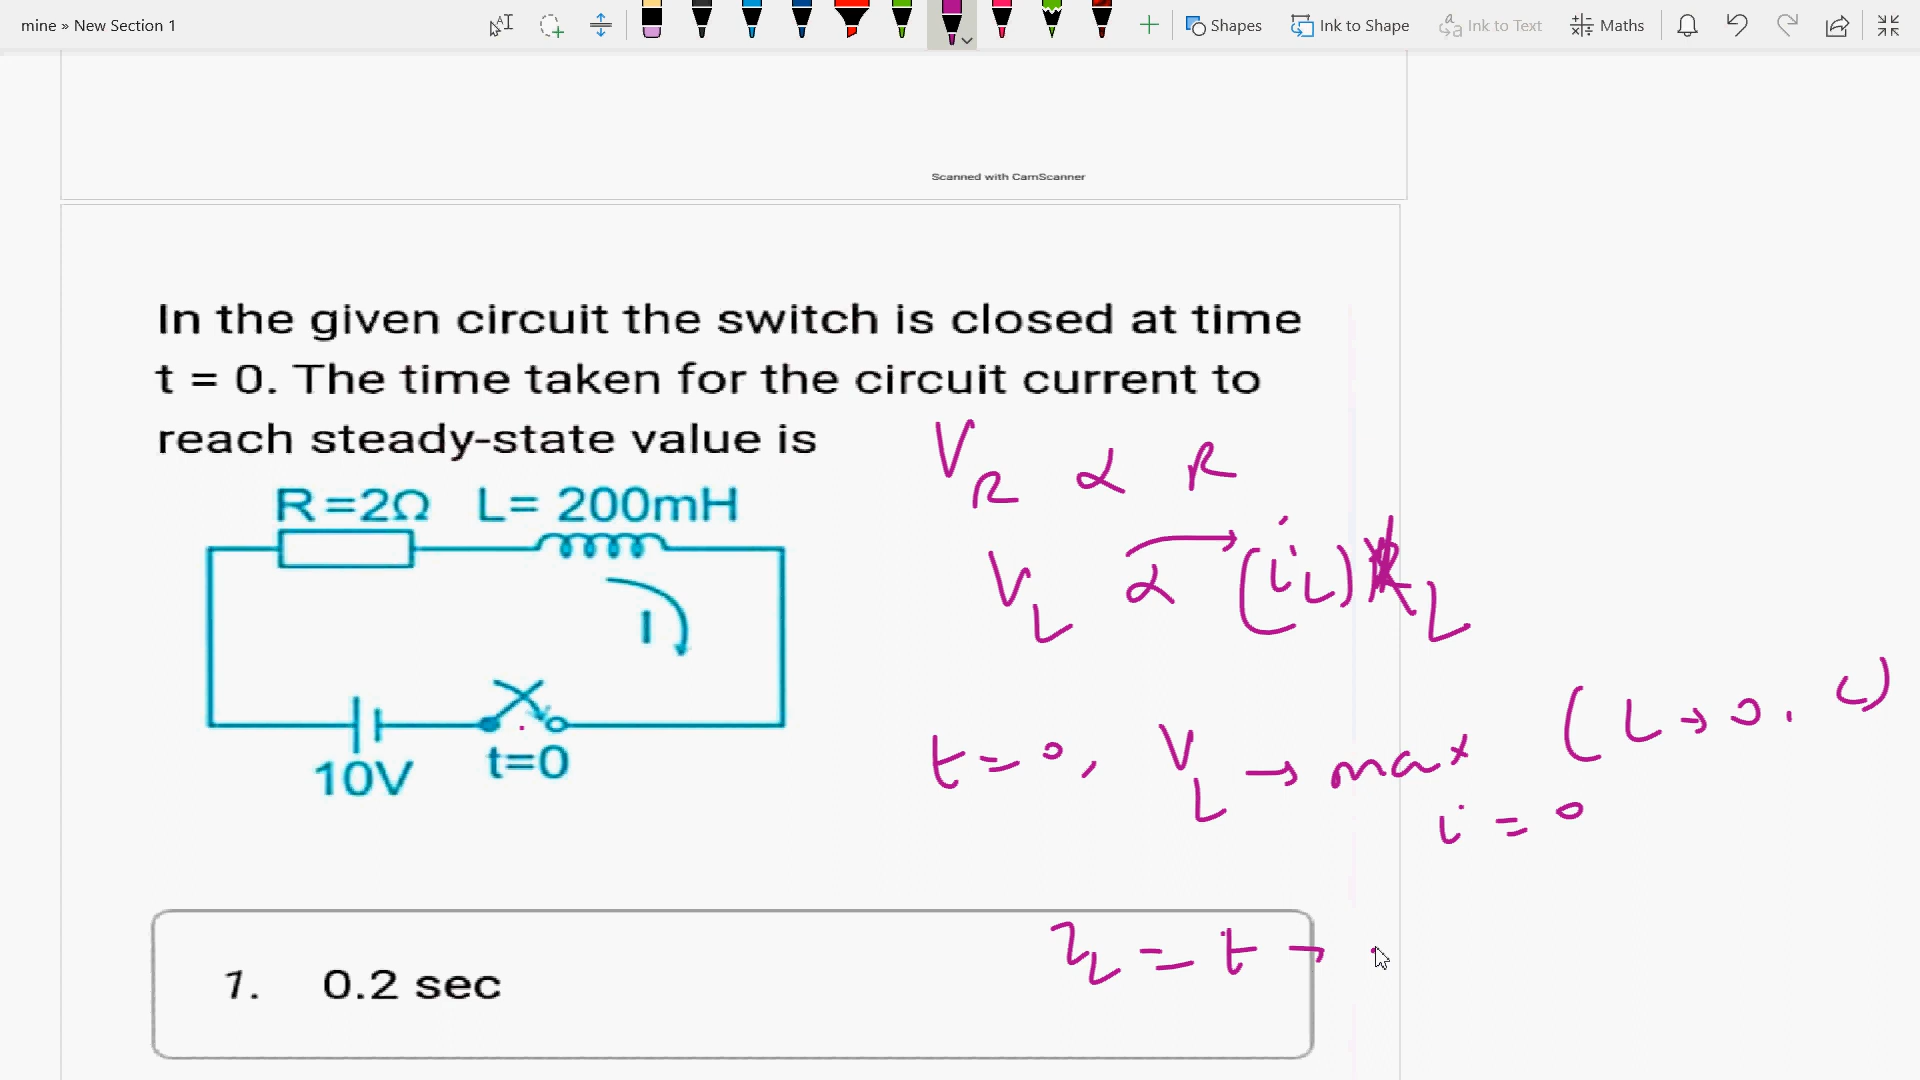 mine » New Section 1
Shapes
Ink to Shape
Ink to Text
Maths
Scanned with CamScanner
In the given circuit the switch is closed at time
t = 0. The time taken for the circuit current to
reach steady-state value is
R =2Ω L= 200mH
I
10V
t=0
V_R α R
V_L α (i_L) L
t = 0, V_L → max (L → 0. C)
i = 0
= t →
1. 0.2 sec